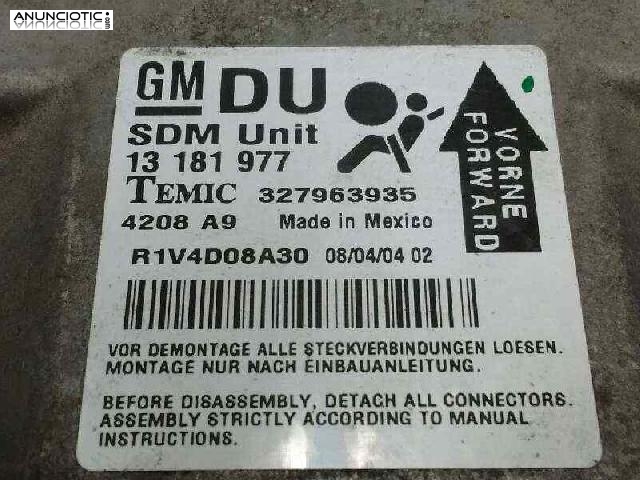 ANUNCIOTIC
GM DU
SDM Unit
13 181 977
TEMIC 327963935
4208 A9 Made in Mexico
R1V4D08A30 08/04/04 02
VORNE
FORWARD
VOR DEMONTAGE ALLE STECKVERBINDUNGEN LOESEN.
MONTAGE NUR NACH EINBAUANLEITUNG.
BEFORE DISASSEMBLY, DETACH ALL CONNECTORS.
ASSEMBLY STRICTLY ACCORDING TO MANUAL
INSTRUCTIONS.